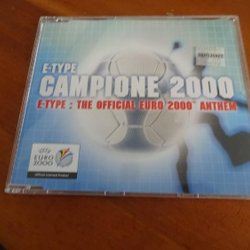 E-TYPE
CAMPIONE 2000
E-TYPE : THE OFFICIAL EURO 2000™ ANTHEM
EURO
2000